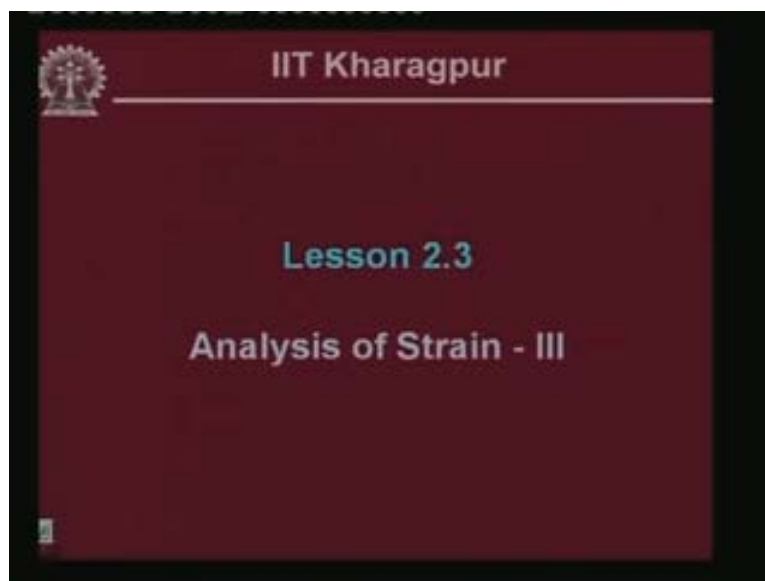 IIT Kharagpur
Lesson 2.3
Analysis of Strain - III